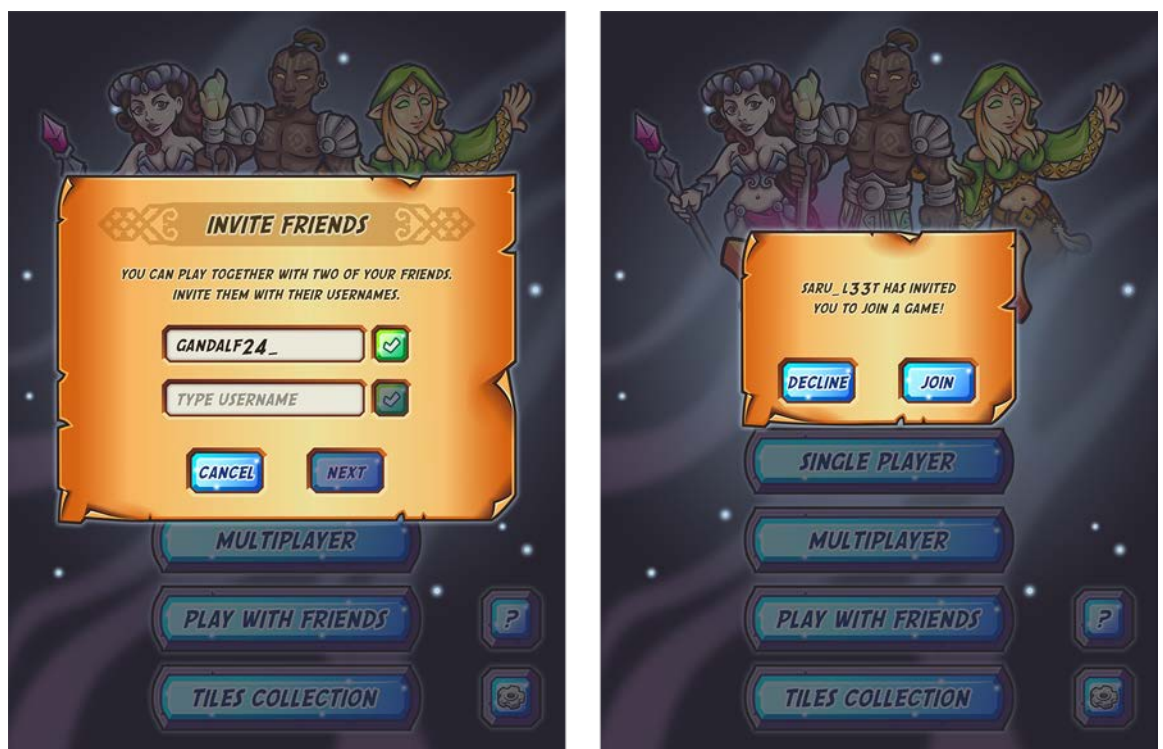 INVITE FRIENDS
YOU CAN PLAY TOGETHER WITH TWO OF YOUR FRIENDS.
INVITE THEM WITH THEIR USERNAMES.
GANDALF24_
TYPE USERNAME
CANCEL
NEXT
MULTIPLAYER
PLAY WITH FRIENDS
?
TILES COLLECTION
SARU_L33T HAS INVITED
YOU TO JOIN A GAME!
DECLINE
JOIN
SINGLE PLAYER
MULTIPLAYER
PLAY WITH FRIENDS
?
TILES COLLECTION